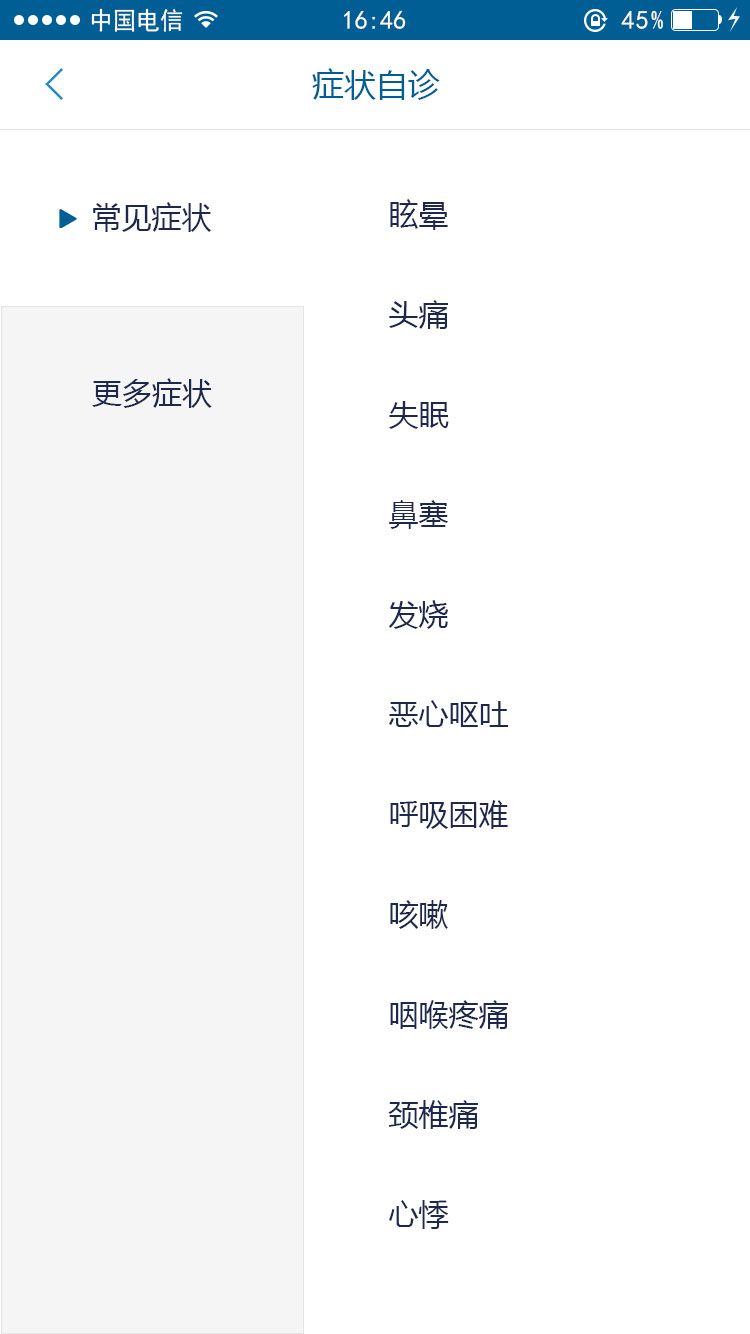 中国电信 16:46 45%
症状自诊
常见症状
更多症状
眩晕
头痛
失眠
鼻塞
发烧
恶心呕吐
呼吸困难
咳嗽
咽喉疼痛
颈椎痛
心悸